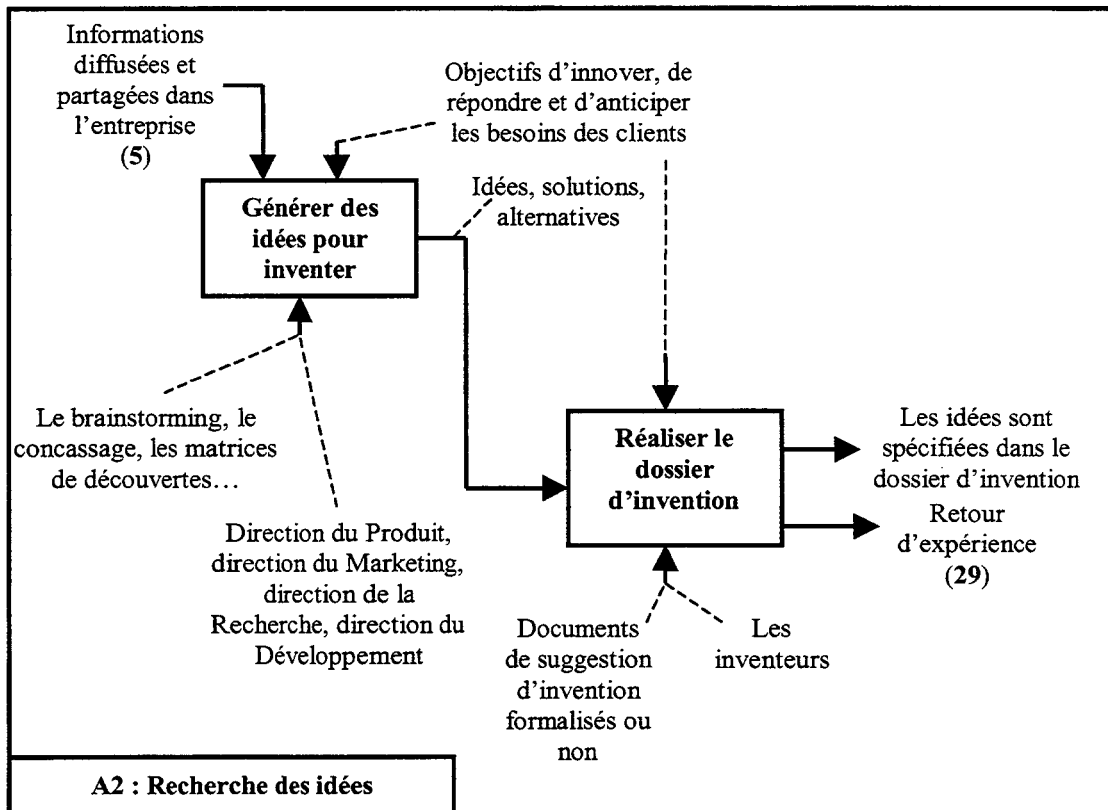 Informations
diffusées et
partagées dans
l'entreprise
(5)
Objectifs d'innover, de
répondre et d'anticiper
les besoins des clients
Générer des
idées pour
inventer
Idées, solutions,
alternatives
Le brainstorming, le
concassage, les matrices
de découvertes…
Direction du Produit,
direction du Marketing,
direction de la
Recherche, direction du
Développement
Réaliser le
dossier
d'invention
Les idées sont
spécifiées dans le
dossier d'invention
Retour
d'expérience
(29)
Documents
de suggestion
d'invention
formalisés ou
non
Les
inventeurs
A2 : Recherche des idées